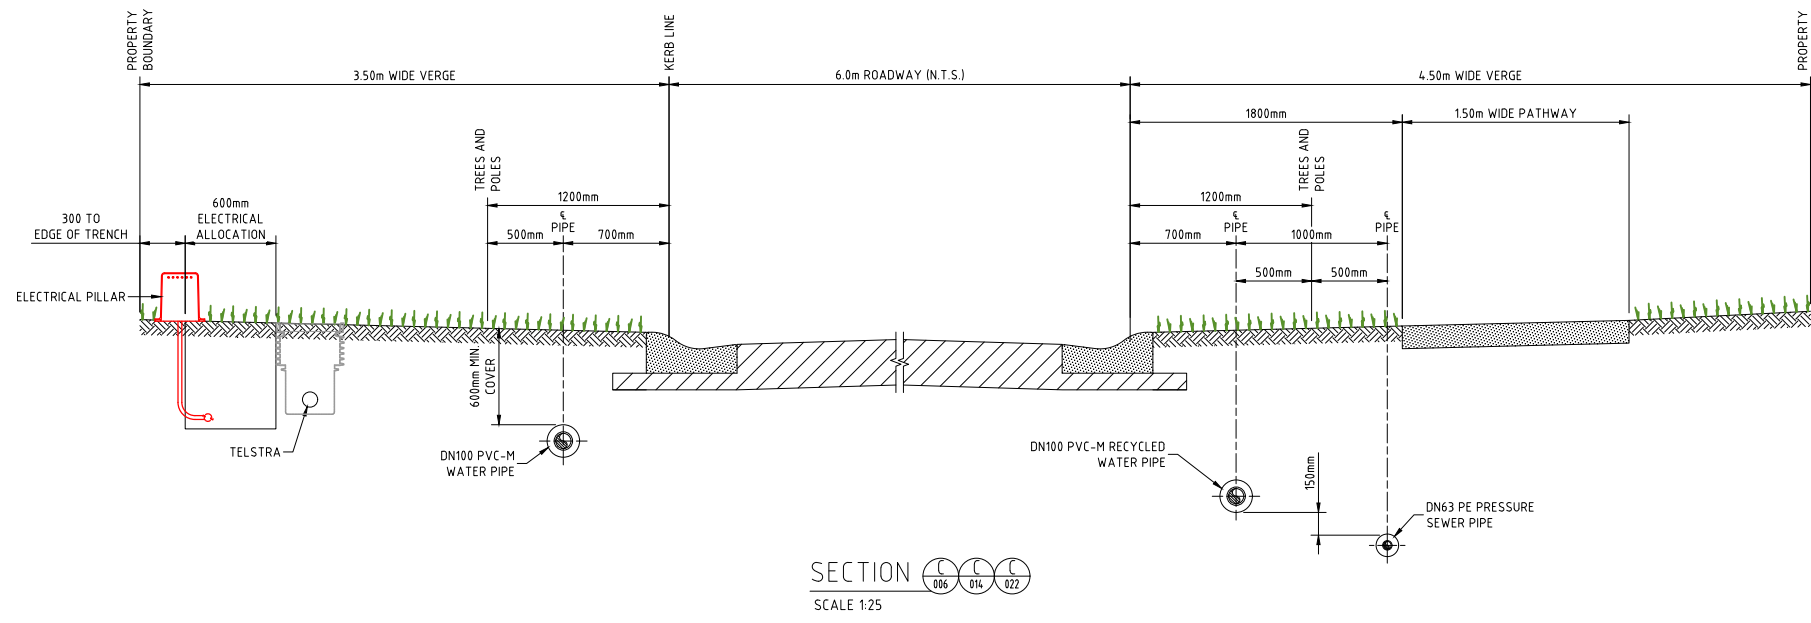 PROPERTY
BOUNDARY
KERB LINE
PROPERTY
3.50m WIDE VERGE
6.0m ROADWAY (N.T.S.)
4.50m WIDE VERGE
1800mm
1.50m WIDE PATHWAY
TREES AND
POLES
TREES AND
POLES
600mm
ELECTRICAL
ALLOCATION
300 TO
EDGE OF TRENCH
1200mm
℄
PIPE
500mm
700mm
1200mm
℄
PIPE
℄
PIPE
700mm
1000mm
500mm
500mm
ELECTRICAL PILLAR
600mm MIN.
COVER
TELSTRA
DN100 PVC-M
WATER PIPE
DN100 PVC-M RECYCLED
WATER PIPE
150mm
DN63 PE PRESSURE
SEWER PIPE
SECTION
C
006
C
014
C
022
SCALE 1:25